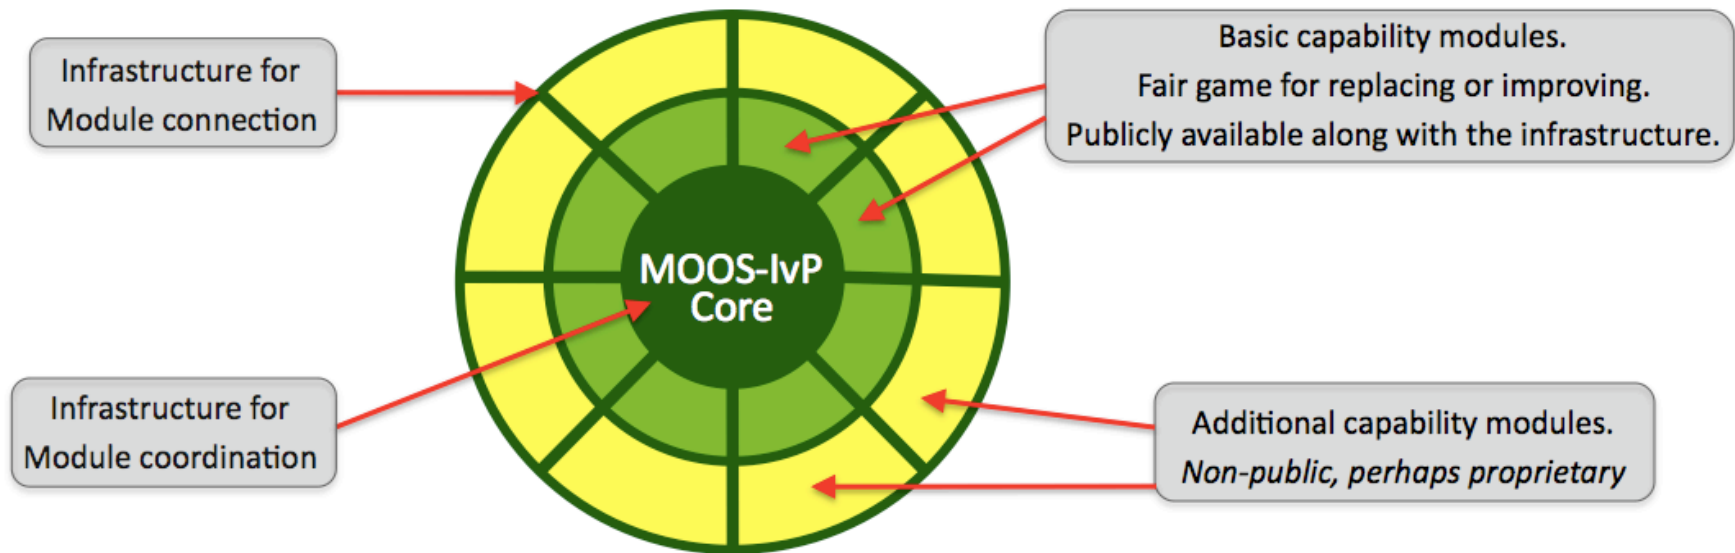 Infrastructure for
Module connection
Basic capability modules.
Fair game for replacing or improving.
Publicly available along with the infrastructure.
MOOS-IvP
Core
Infrastructure for
Module coordination
Additional capability modules.
Non-public, perhaps proprietary